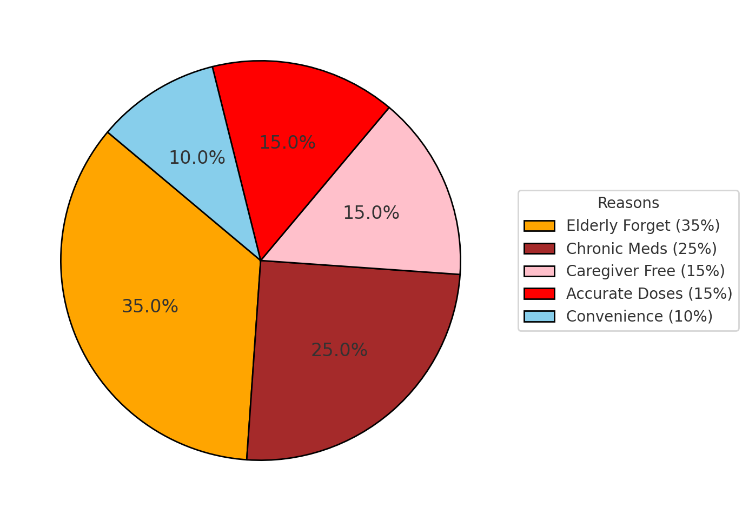 15.0%
10.0%
15.0%
35.0%
25.0%
Reasons
Elderly Forget (35%)
Chronic Meds (25%)
Caregiver Free (15%)
Accurate Doses (15%)
Convenience (10%)